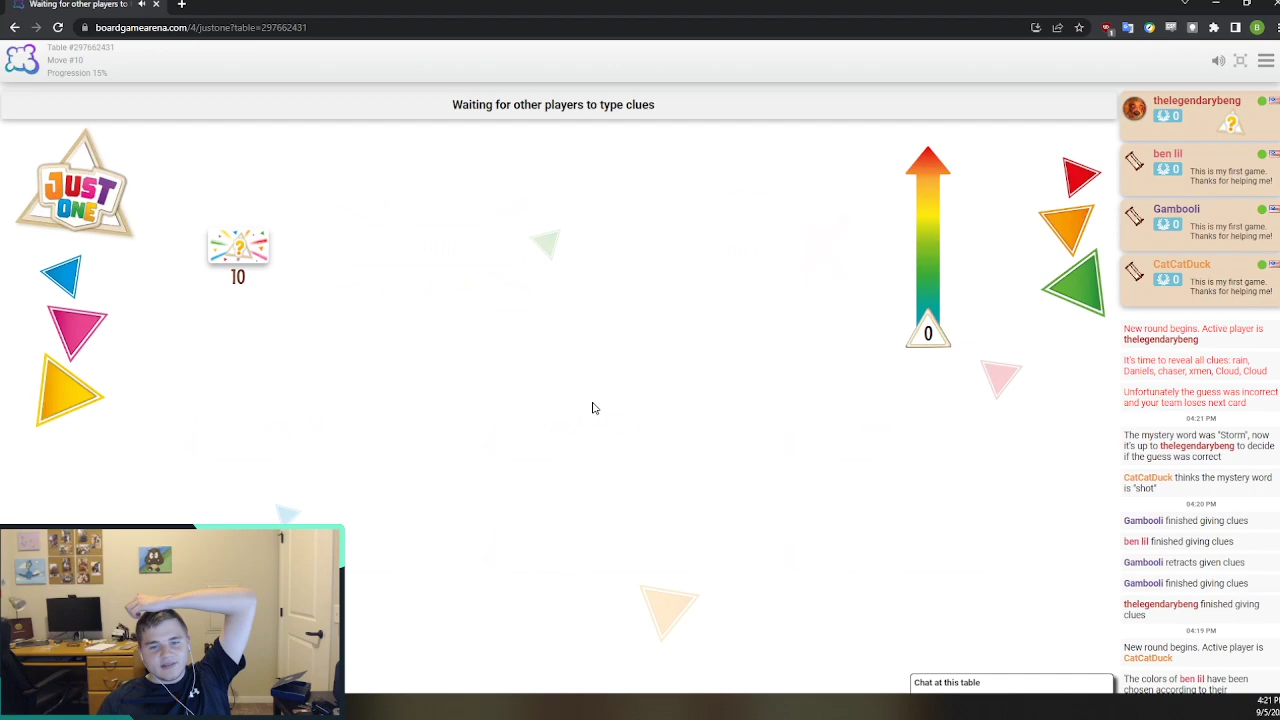 Waiting for other players to
boardgamearena.com/4/justone?table=297662431
Table #297662431
Move #10
Progression 15%
Waiting for other players to type clues
JUST
ONE
?
10
0
thelegendarybeng
0
?
ben lil
0
This is my first game.
Thanks for helping me!
Gambooli
0
This is my first game.
Thanks for helping me!
CatCatDuck
0
This is my first game.
Thanks for helping me!
New round begins. Active player is
thelegendarybeng
It's time to reveal all clues: rain,
Daniels, chaser, xmen, Cloud, Cloud
Unfortunately the guess was incorrect
and your team loses next card
04:21 PM
The mystery word was "Storm", now
it's up to thelegendarybeng to decide
if the guess was correct
CatCatDuck thinks the mystery word
is "shot"
04:20 PM
Gambooli finished giving clues
ben lil finished giving clues
Gambooli retracts given clues
Gambooli finished giving clues
thelegendarybeng finished giving
clues
04:19 PM
New round begins. Active player is
CatCatDuck
The colors of ben lil have been
chosen according to their
Chat at this table
4:21 P
9/5/20